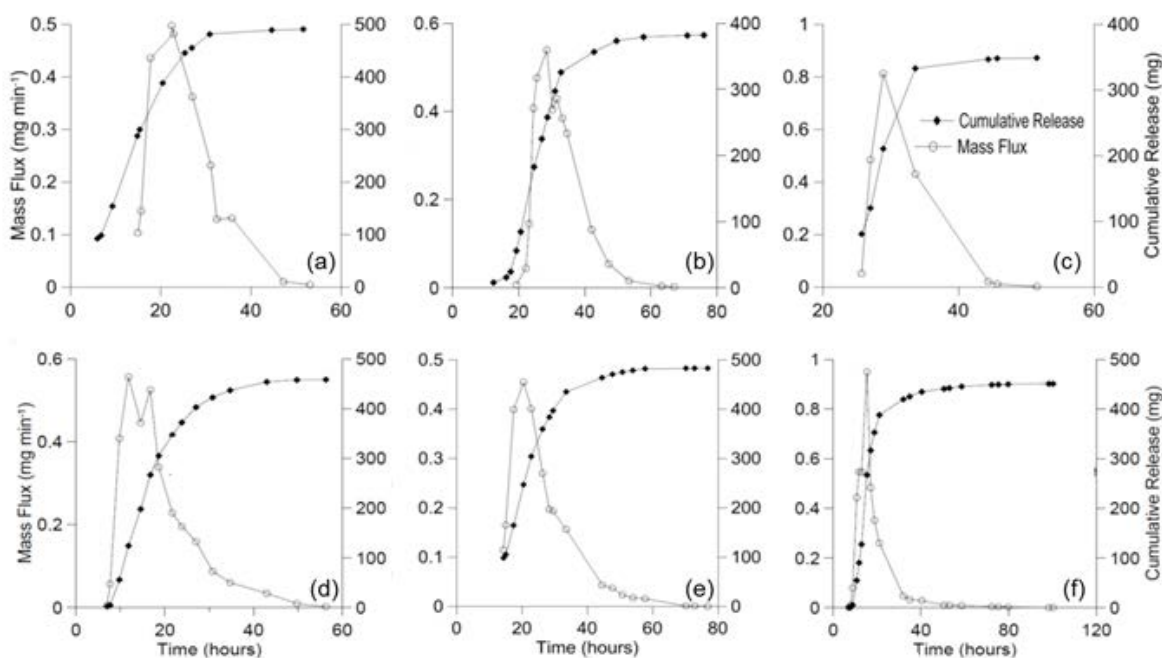 0.5 500 0.6 400 1 400
0.4 400 0.4 300 0.8 300
0.3 300 0.6 Cumulative Release
Mass Flux
0.2 200 0.2 200 0.4 200
0.1 100 100 0.2 100
(a) (b) (c)
0 0 0 0 0 0
0 20 40 60 0 20 40 60 80 20 40 60
Mass Flux (mg min⁻¹)
Cumulative Release (mg)
0.6 500 0.5 500 1 500
0.4 400 0.4 400 0.8 400
300 0.3 300 0.6 300
0.2 200 0.2 200 0.4 200
100 0.1 100 0.2 100
(d) (e) (f)
0 0 0 0 0 0
0 20 40 60 0 20 40 60 80 0 20 40 60 80 100 120
Mass Flux (mg min⁻¹)
Cumulative Release (mg)
Time (hours) Time (hours) Time (hours)